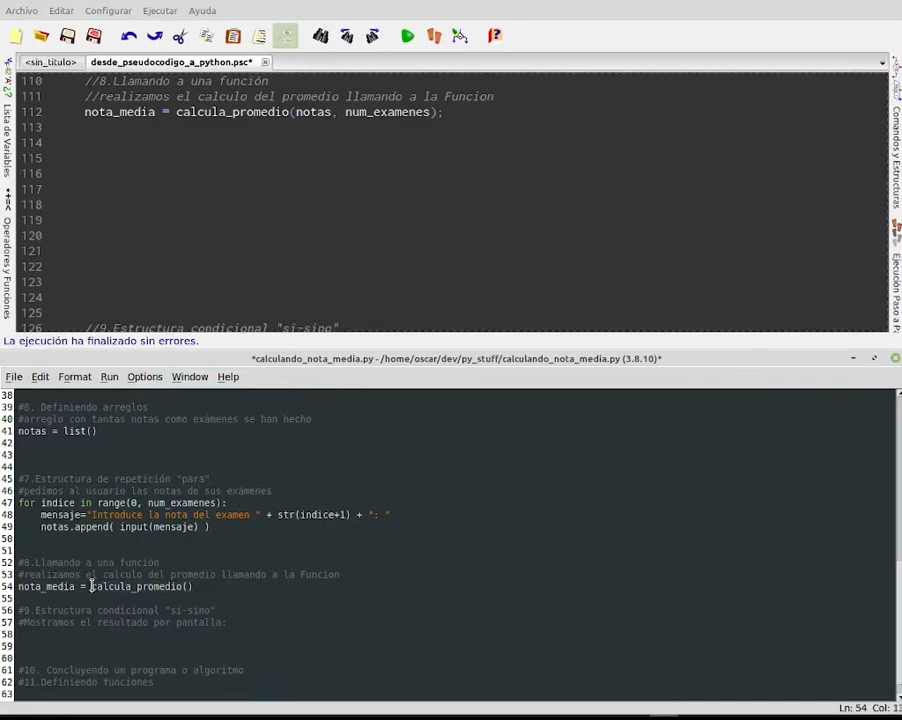 Archivo Editar Configurar Ejecutar Ayuda
<sin_titulo> desde_pseudocodigo_a_python.psc*
110 //8.Llamando a una función
111 //realizamos el calculo del promedio llamando a la Funcion
112 nota_media = calcula_promedio(notas, num_examenes);
113
114
115
116
117
118
119
120
121
122
123
124
125
126 //9.Estructura condicional "si-sino"
Lista de Variables
Operadores y Funciones
Comandos y Estructuras
Ejecución Paso a P
La ejecución ha finalizado sin errores.
*calculando_nota_media.py - /home/oscar/dev/py_stuff/calculando_nota_media.py (3.8.10)*
File Edit Format Run Options Window Help
38
39 #6. Definiendo arreglos
40 #arreglo con tantas notas como exámenes se han hecho
41 notas = list()
42
43
44
45 #7.Estructura de repetición "para"
46 #pedimos al usuario las notas de sus exámenes
47 for indice in range(0, num_examenes):
48 mensaje="Introduce la nota del examen " + str(indice+1) + ": "
49 notas.append( input(mensaje) )
50
51
52 #8.Llamando a una función
53 #realizamos el calculo del promedio llamando a la Funcion
54 nota_media = calcula_promedio()
55
56 #9.Estructura condicional "si-sino"
57 #Mostramos el resultado por pantalla:
58
59
60
61 #10. Concluyendo un programa o algoritmo
62 #11.Definiendo funciones
63
Ln: 54 Col: 13